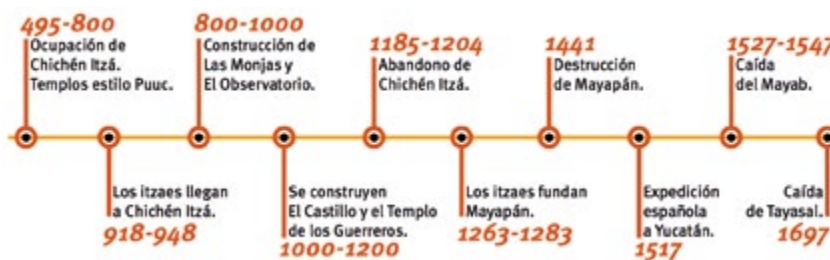 495-800
Ocupación de
Chichén Itzá.
Templos estilo Puuc.
Los itzaes llegan
a Chichén Itzá.
918-948
800-1000
Construcción de
Las Monjas y
El Observatorio.
Se construyen
El Castillo y el Templo
de los Guerreros.
1000-1200
1185-1204
Abandono de
Chichén Itzá.
Los itzaes fundan
Mayapán.
1263-1283
1441
Destrucción
de Mayapán.
Expedición
española
a Yucatán.
1517
1527-1547
Caída
del Mayab.
Caída
de Tayasal.
1697